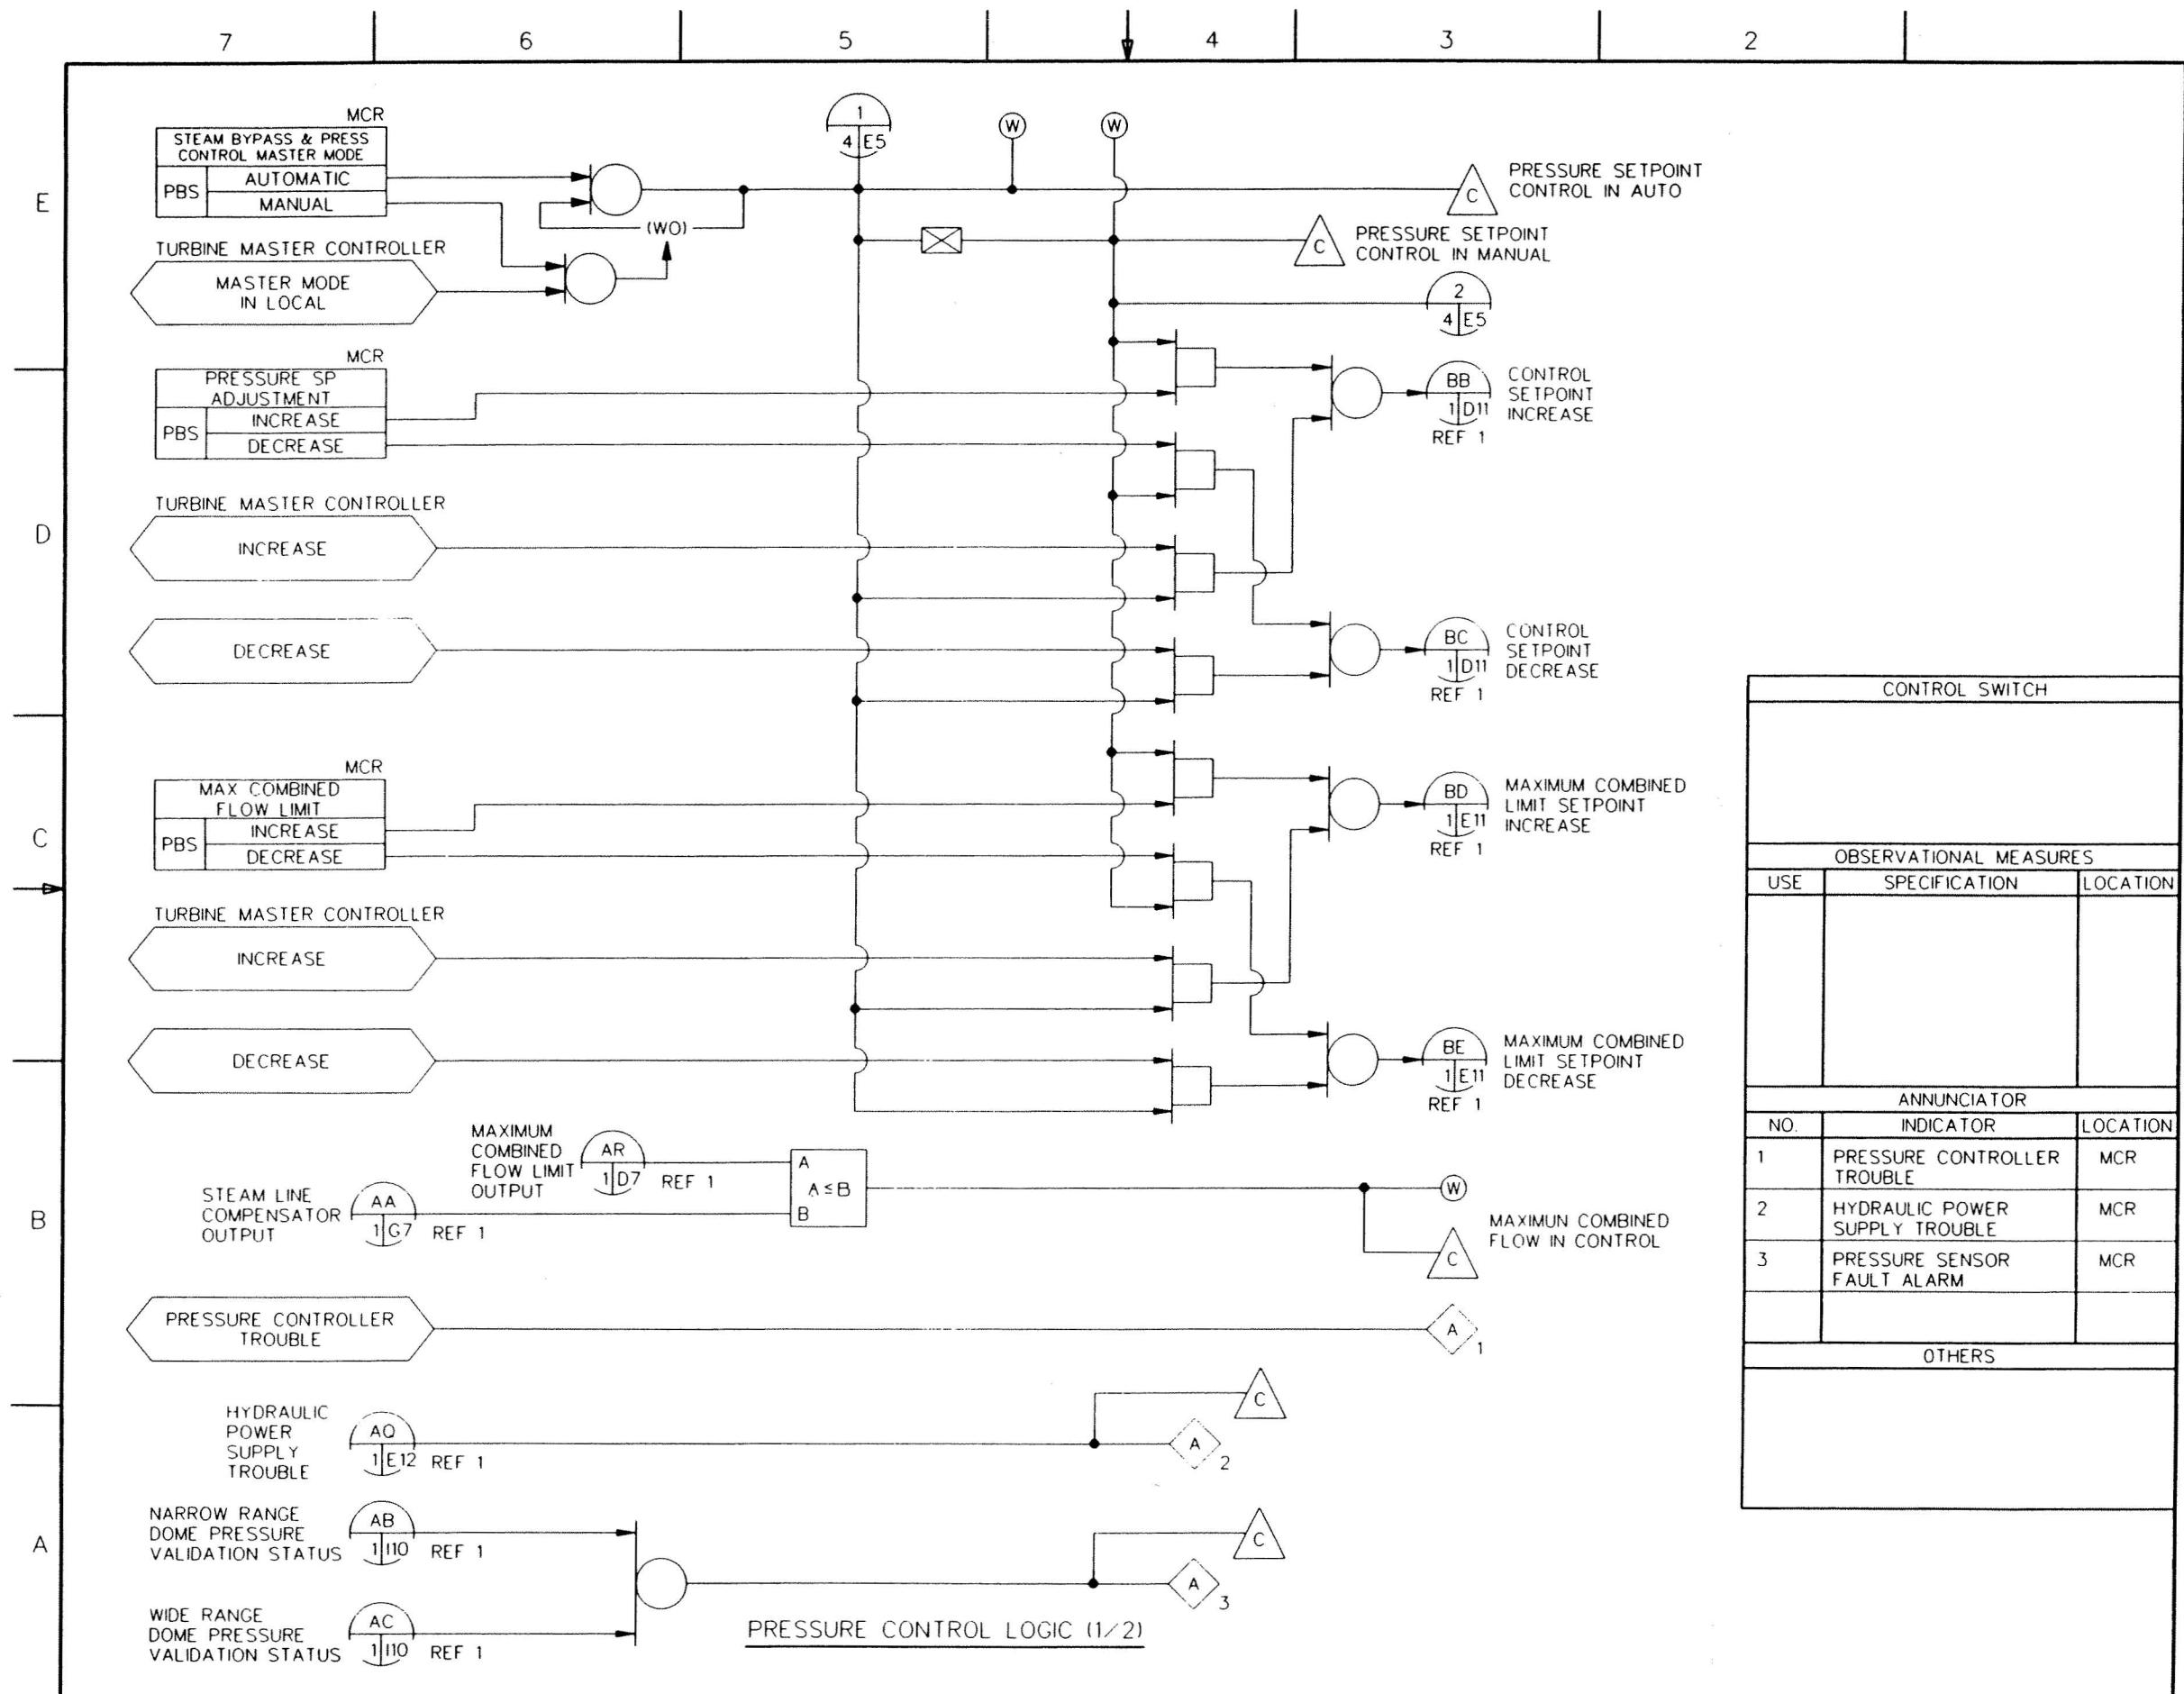 7 6 5 4 3 2
E
D
C
B
A
MCR
STEAM BYPASS & PRESS
CONTROL MASTER MODE
PBS
AUTOMATIC
MANUAL
(WO)
1
4 E5
W
W
C
PRESSURE SETPOINT
CONTROL IN AUTO
C
PRESSURE SETPOINT
CONTROL IN MANUAL
TURBINE MASTER CONTROLLER
MASTER MODE
IN LOCAL
2
4 E5
MCR
PRESSURE SP
ADJUSTMENT
PBS
INCREASE
DECREASE
BB
1 D11
REF 1
CONTROL
SETPOINT
INCREASE
TURBINE MASTER CONTROLLER
INCREASE
DECREASE
BC
1 D11
REF 1
CONTROL
SETPOINT
DECREASE
MCR
MAX COMBINED
FLOW LIMIT
PBS
INCREASE
DECREASE
BD
1 E11
REF 1
MAXIMUM COMBINED
LIMIT SETPOINT
INCREASE
TURBINE MASTER CONTROLLER
INCREASE
DECREASE
BE
1 E11
REF 1
MAXIMUM COMBINED
LIMIT SETPOINT
DECREASE
MAXIMUM
COMBINED
FLOW LIMIT
OUTPUT
AR
1 D7
REF 1
STEAM LINE
COMPENSATOR
OUTPUT
AA
1 G7
REF 1
A
A≤B
B
W
C
MAXIMUN COMBINED
FLOW IN CONTROL
PRESSURE CONTROLLER
TROUBLE
A
1
HYDRAULIC
POWER
SUPPLY
TROUBLE
AQ
1 E12
REF 1
C
A
2
NARROW RANGE
DOME PRESSURE
VALIDATION STATUS
AB
1 I10
REF 1
C
A
3
WIDE RANGE
DOME PRESSURE
VALIDATION STATUS
AC
1 I10
REF 1
PRESSURE CONTROL LOGIC (1/2)
CONTROL SWITCH
OBSERVATIONAL MEASURES
USE SPECIFICATION LOCATION
ANNUNCIATOR
NO. INDICATOR LOCATION
1 PRESSURE CONTROLLER MCR
TROUBLE
2 HYDRAULIC POWER MCR
SUPPLY TROUBLE
3 PRESSURE SENSOR MCR
FAULT ALARM
OTHERS